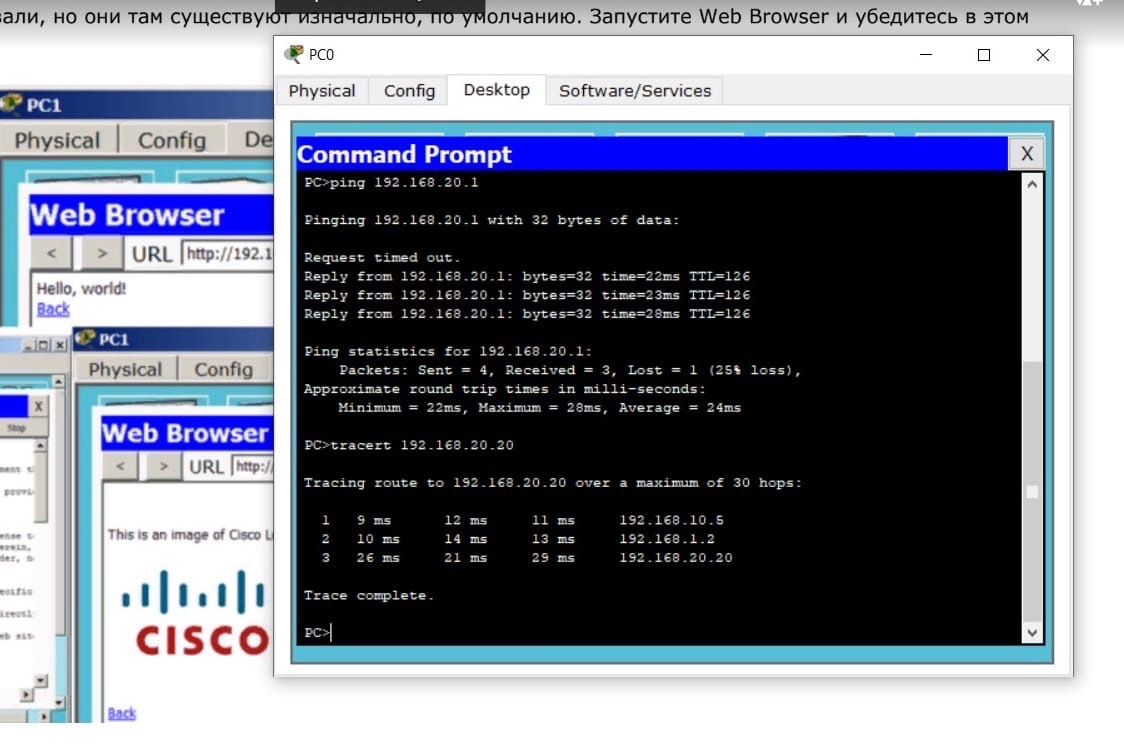 вали, но они там существуют изначально, по умолчанию. Запустите Web Browser и убедитесь в этом
PC0
Physical Config Desktop Software/Services
Command Prompt
X
PC>ping 192.168.20.1
Pinging 192.168.20.1 with 32 bytes of data:
Request timed out.
Reply from 192.168.20.1: bytes=32 time=22ms TTL=126
Reply from 192.168.20.1: bytes=32 time=23ms TTL=126
Reply from 192.168.20.1: bytes=32 time=28ms TTL=126
Ping statistics for 192.168.20.1:
Packets: Sent = 4, Received = 3, Lost = 1 (25% loss),
Approximate round trip times in milli-seconds:
Minimum = 22ms, Maximum = 28ms, Average = 24ms
PC>tracert 192.168.20.20
Tracing route to 192.168.20.20 over a maximum of 30 hops:
1 9 ms 12 ms 11 ms 192.168.10.5
2 10 ms 14 ms 13 ms 192.168.1.2
3 26 ms 21 ms 29 ms 192.168.20.20
Trace complete.
PC>
PC1
Physical Config De
Web Browser
< > URL http://192.1
Hello, world!
Back
PC1
Physical Config
Web Browser
< > URL http://
This is an image of Cisco L
CISCO
Back
X
Stop